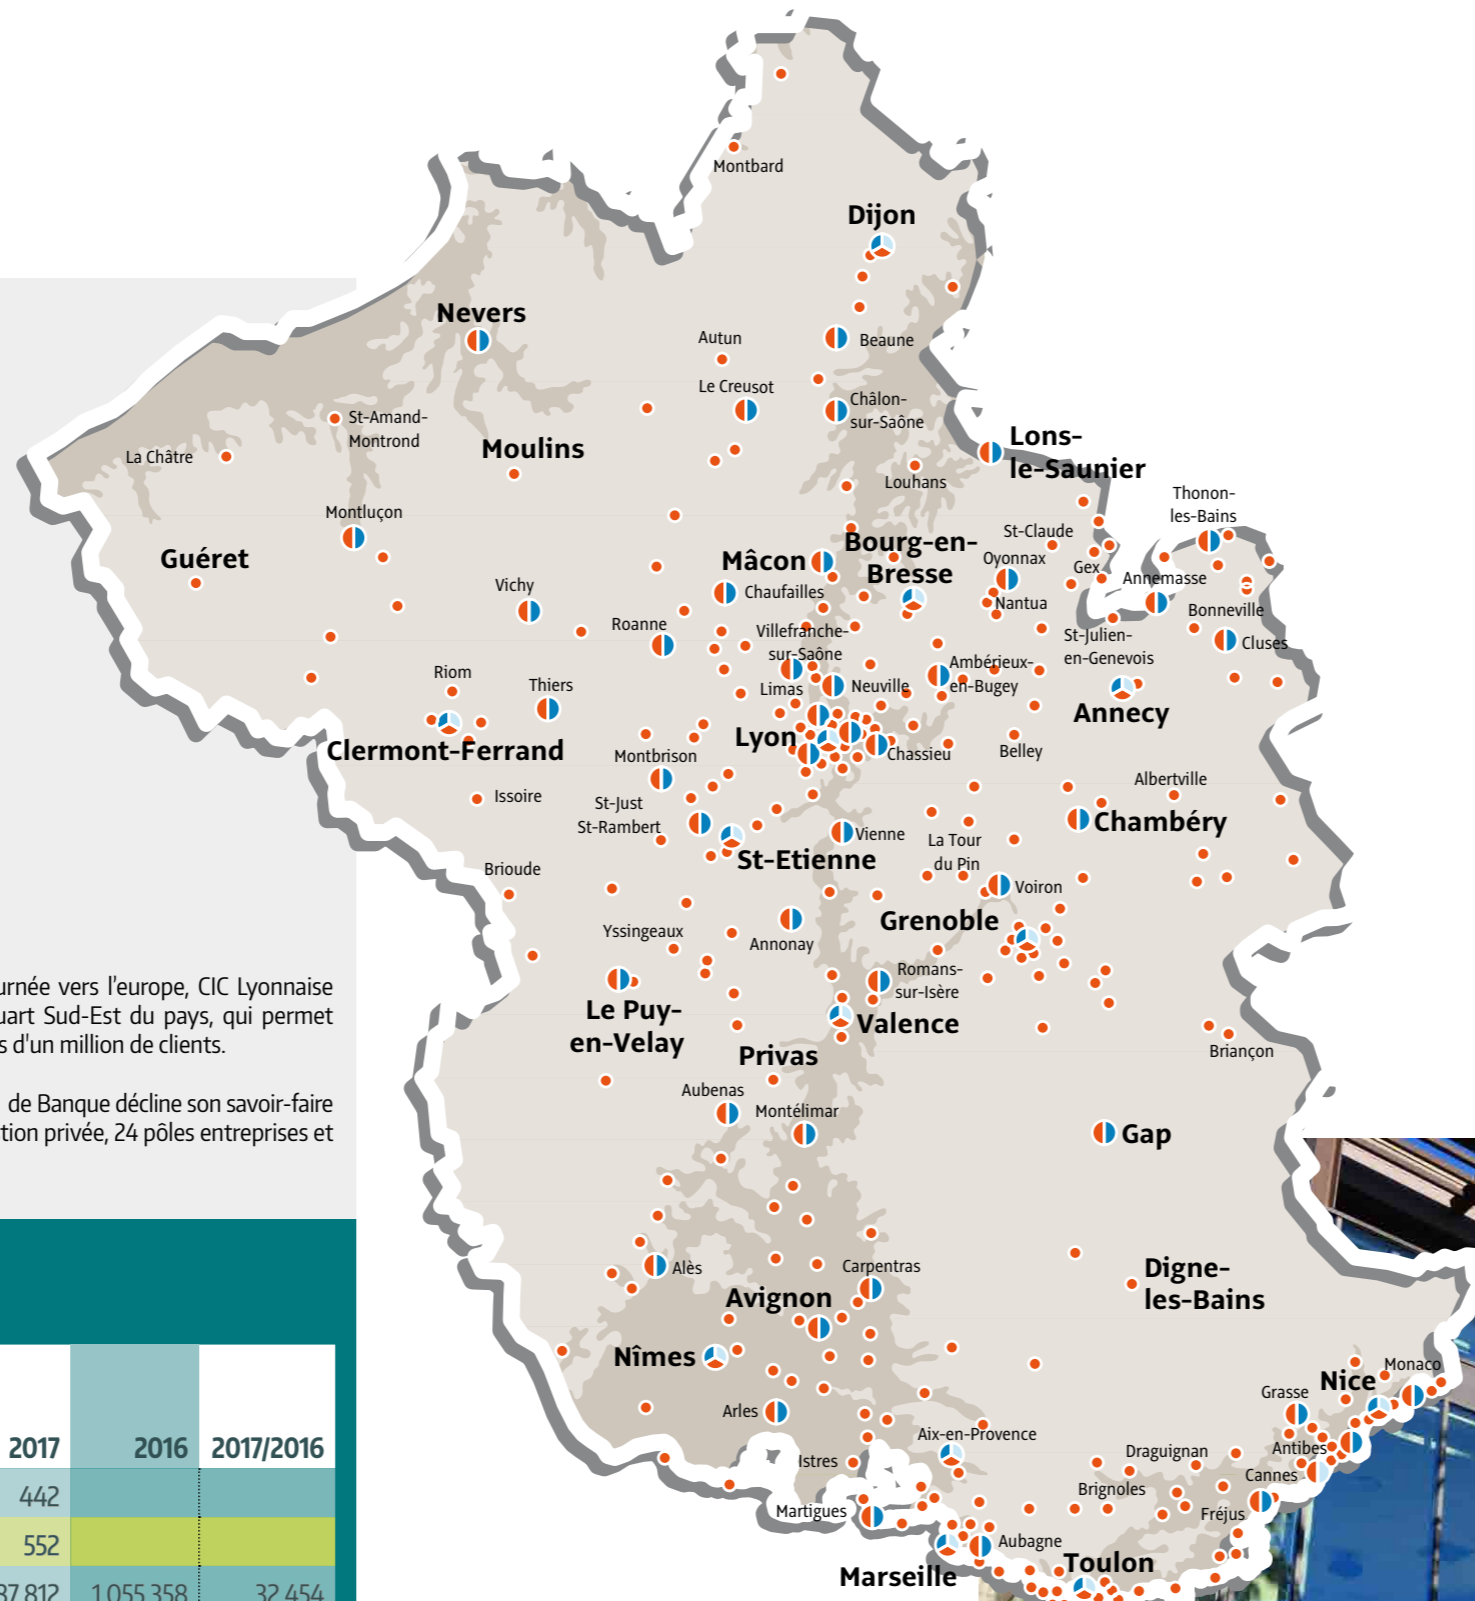 Montbard
Dijon
Nevers
Autun
Beaune
Le Creusot
Châlon-
sur-Saône
St-Amand-
Montrond
La Châtre
Moulins
Lons-
le-Saunier
Louhans
Thonon-
les-Bains
Montluçon
St-Claude
Guéret
Mâcon
Bourg-en-
Bresse
Oyonnax
Gex
Annemasse
Vichy
Chaufailles
Nantua
Bonneville
Roanne
Villefranche-
sur-Saône
St-Julien-
en-Genevois
Cluses
Riom
Thiers
Limas
Neuville
Ambérieux-
en-Bugey
Annecy
Clermont-Ferrand
Lyon
Chassieu
Belley
Montbrison
Albertville
Issoire
St-Just
St-Rambert
Vienne
Chambéry
La Tour
du Pin
St-Etienne
Brioude
Voiron
Grenoble
Yssingeaux
Annonay
Romans-
sur-Isère
urnée vers l'europe, CIC Lyonnaise
uart Sud-Est du pays, qui permet
s d'un million de clients.
Le Puy-
en-Velay
Valence
Privas
Briançon
de Banque décline son savoir-faire
tion privée, 24 pôles entreprises et
Aubenas
Montélimar
Gap
Alès
Carpentras
Digne-
les-Bains
Avignon
Nîmes
Monaco
Nice
Grasse
Arles
Aix-en-Provence
Antibes
Draguignan
Istres
Cannes
Brignoles
Martigues
Fréjus
Aubagne
Marseille
Toulon
2017 2016 2017/2016
442
552
87 812 1 055 358 32 454